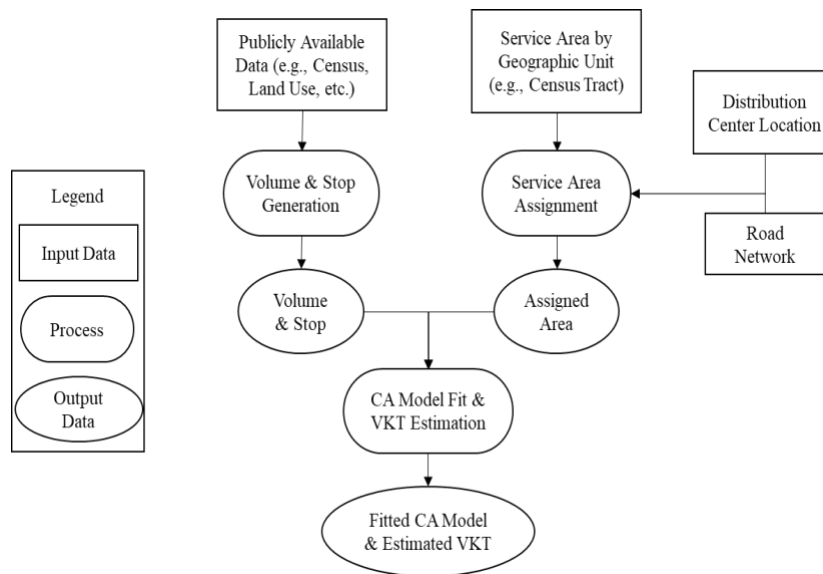 Publicly Available
Data (e.g., Census,
Land Use, etc.)
Service Area by
Geographic Unit
(e.g., Census Tract)
Distribution
Center Location
Legend
Input Data
Process
Output
Data
Volume & Stop
Generation
Service Area
Assignment
Road
Network
Volume
& Stop
Assigned
Area
CA Model Fit &
VKT Estimation
Fitted CA Model
& Estimated VKT